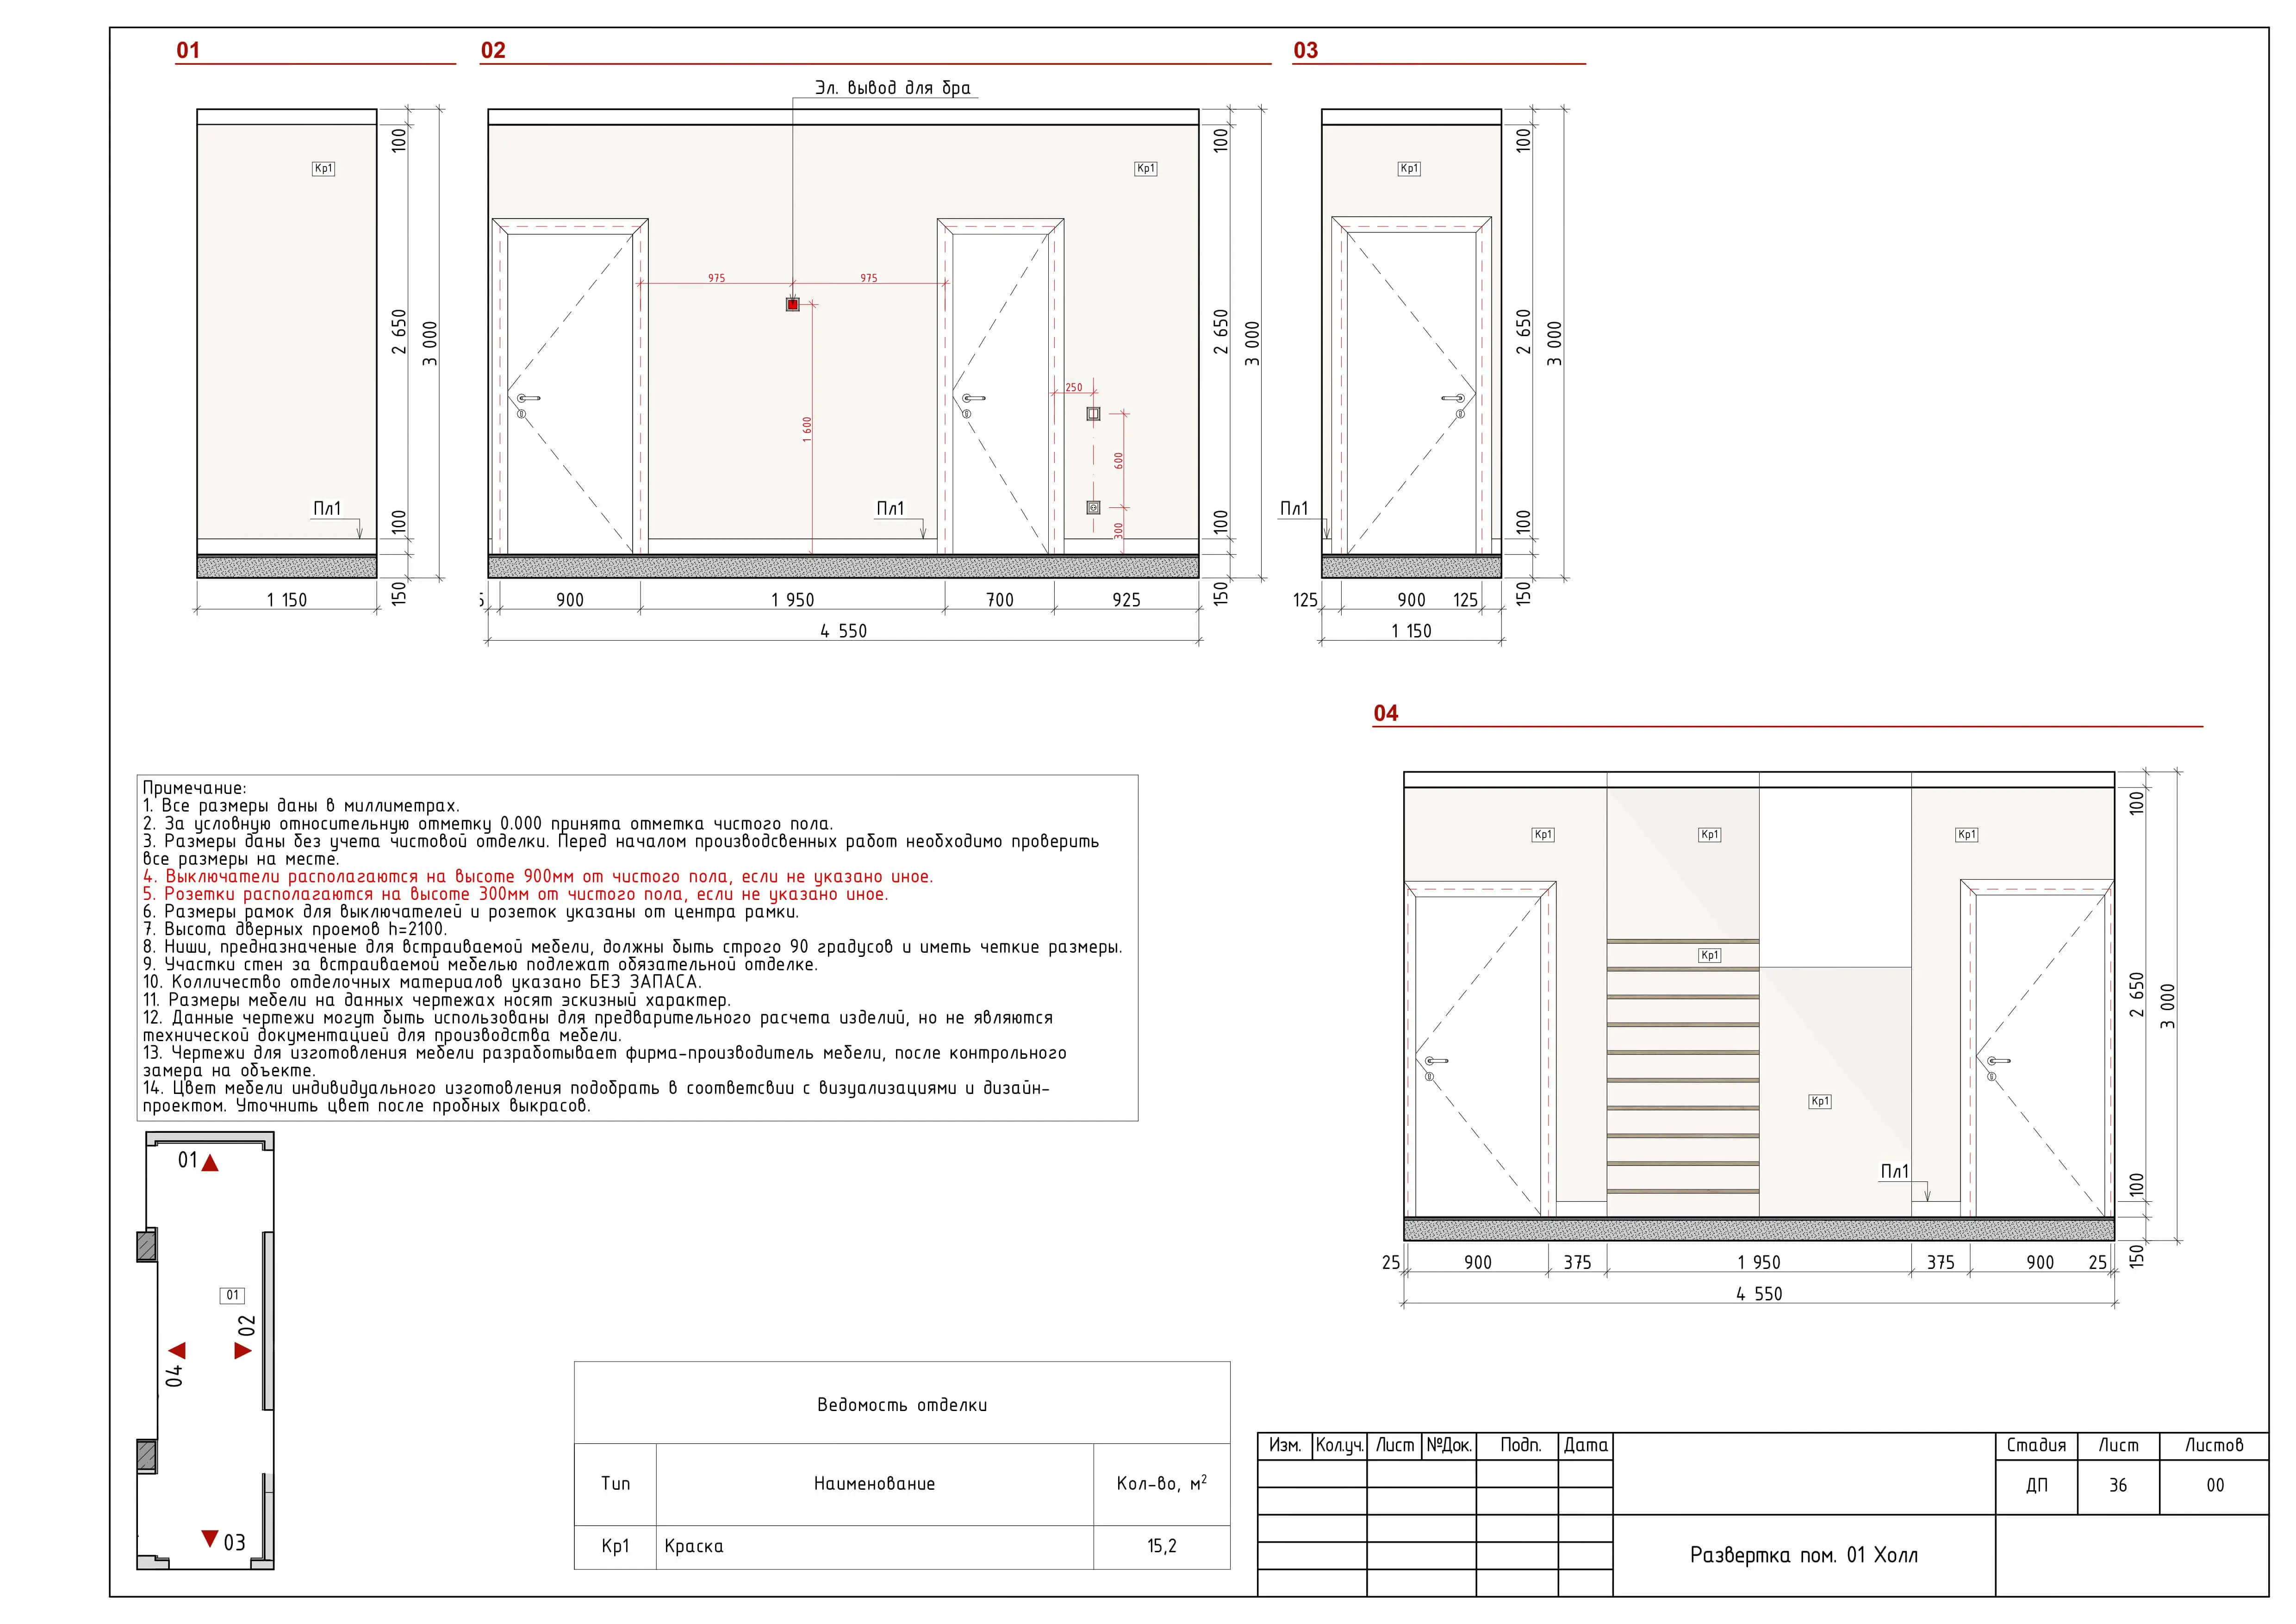 01
02
03
Эл. вывод для бра
Кр1
Кр1
Кр1
100
2 650
3 000
100
150
100
2 650
3 000
100
150
100
2 650
3 000
100
150
975
975
1 600
250
600
300
Пл1
Пл1
Пл1
1 150
900
1 950
700
925
4 550
125
900
125
1 150
04
Кр1
Кр1
Кр1
Кр1
Кр1
Пл1
100
2 650
3 000
100
150
25
900
375
1 950
375
900
25
4 550
Примечание:
1. Все размеры даны в миллиметрах.
2. За условную относительную отметку 0.000 принята отметка чистого пола.
3. Размеры даны без учета чистовой отделки. Перед началом производсвенных работ необходимо проверить
все размеры на месте.
4. Выключатели располагаются на высоте 900мм от чистого пола, если не указано иное.
5. Розетки располагаются на высоте 300мм от чистого пола, если не указано иное.
6. Размеры рамок для выключателей и розеток указаны от центра рамки.
7. Высота дверных проемов h=2100.
8. Ниши, предназначеные для встраиваемой мебели, должны быть строго 90 градусов и иметь четкие размеры.
9. Участки стен за встраиваемой мебелью подлежат обязательной отделке.
10. Колличество отделочных материалов указано БЕЗ ЗАПАСА.
11. Размеры мебели на данных чертежах носят эскизный характер.
12. Данные чертежи могут быть использованы для предварительного расчета изделий, но не являются
технической документацией для производства мебели.
13. Чертежи для изготовления мебели разработывает фирма-производитель мебели, после контрольного
замера на объекте.
14. Цвет мебели индивидуального изготовления подобрать в соответсвии с визуализациями и дизайн-
проектом. Уточнить цвет после пробных выкрасов.
01
01
02
04
03
Ведомость отделки
Тип Наименование Кол-во, м²
Кр1 Краска 15,2
Изм. Кол.уч. Лист №Док. Подп. Дата
Стадия Лист Листов
ДП 36 00
Развертка пом. 01 Холл